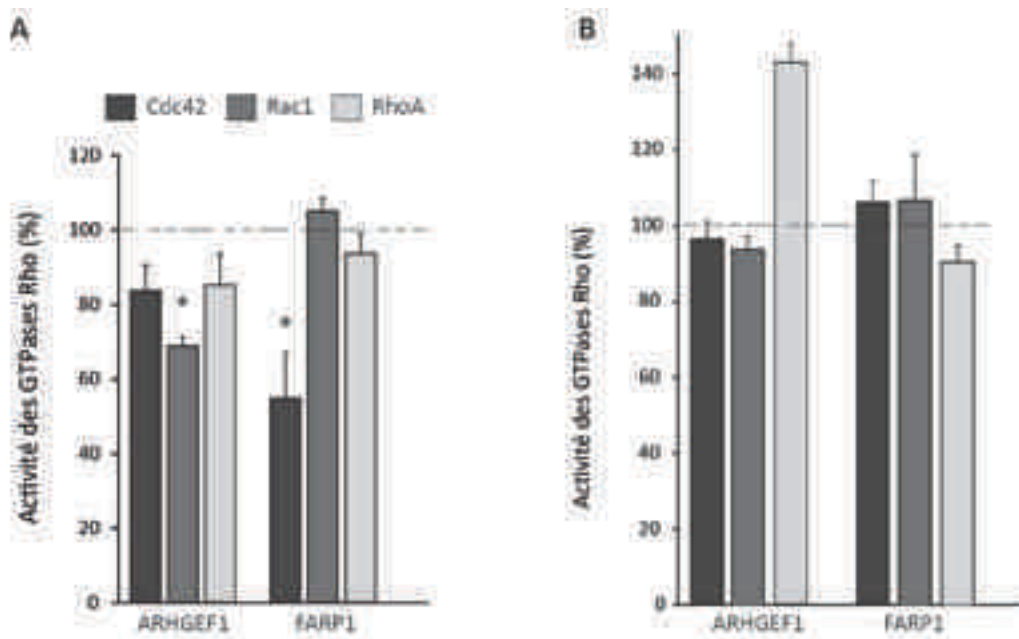 A
Cdc42 Rac1 RhoA
Activité des GTPases Rho (%)
120
100
80
60
40
20
0
ARHGEF1 FARP1
B
Activité des GTPases Rho (%)
140
120
100
80
60
40
20
0
ARHGEF1 FARP1